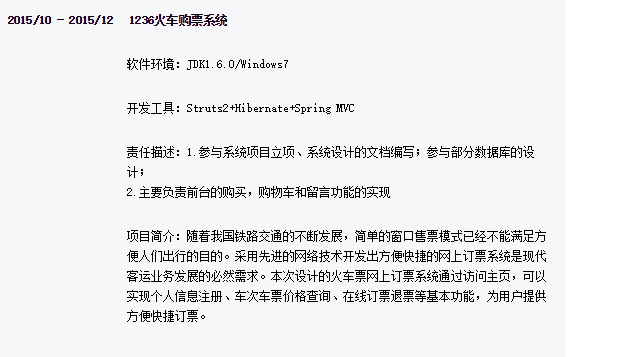 2015/10 - 2015/12 1236火车购票系统
软件环境：JDK1.6.0/Windows7
开发工具：Struts2+Hibernate+Spring MVC
责任描述：1.参与系统项目立项、系统设计的文档编写；参与部分数据库的设
计；
2.主要负责前台的购买，购物车和留言功能的实现
项目简介：随着我国铁路交通的不断发展，简单的窗口售票模式已经不能满足方
便人们出行的目的。采用先进的网络技术开发出方便快捷的网上订票系统是现代
客运业务发展的必然需求。本次设计的火车票网上订票系统通过访问主页，可以
实现个人信息注册、车次车票价格查询、在线订票退票等基本功能，为用户提供
方便快捷订票。